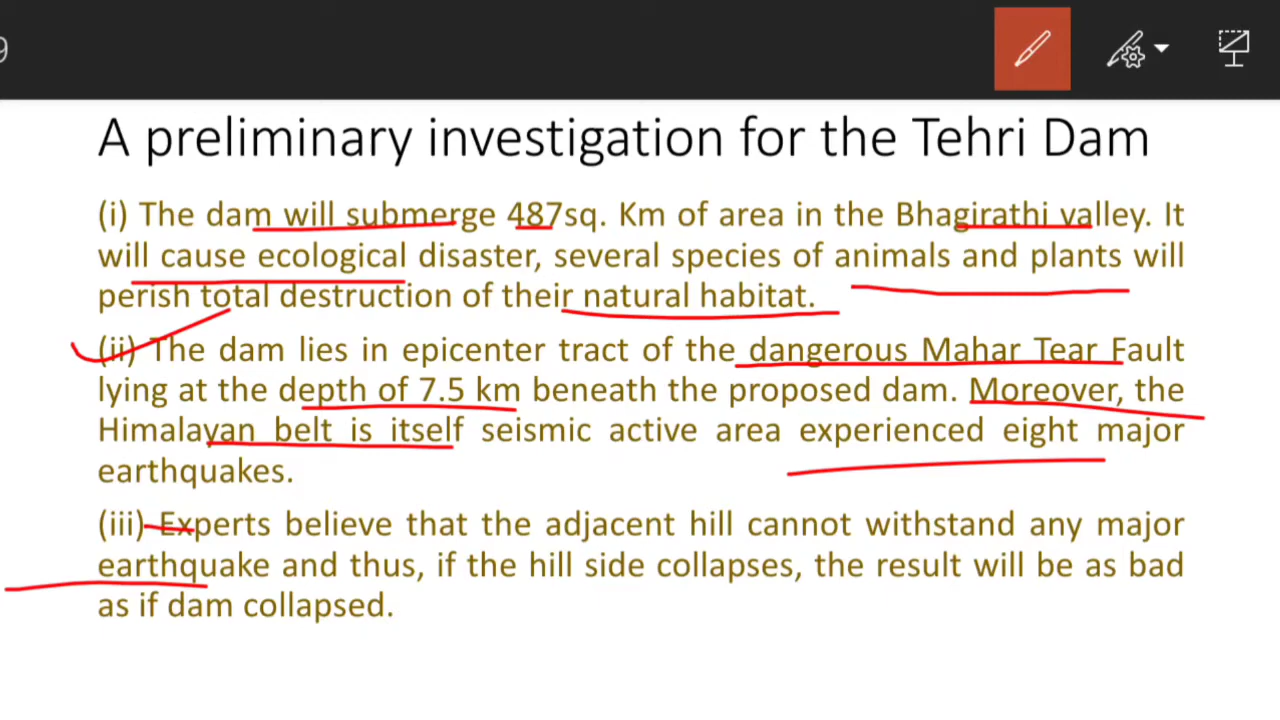 9
A preliminary investigation for the Tehri Dam
(i) The dam will submerge 487sq. Km of area in the Bhagirathi valley. It
will cause ecological disaster, several species of animals and plants will
perish total destruction of their natural habitat.
(ii) The dam lies in epicenter tract of the dangerous Mahar Tear Fault
lying at the depth of 7.5 km beneath the proposed dam. Moreover, the
Himalayan belt is itself seismic active area experienced eight major
earthquakes.
(iii) Experts believe that the adjacent hill cannot withstand any major
earthquake and thus, if the hill side collapses, the result will be as bad
as if dam collapsed.